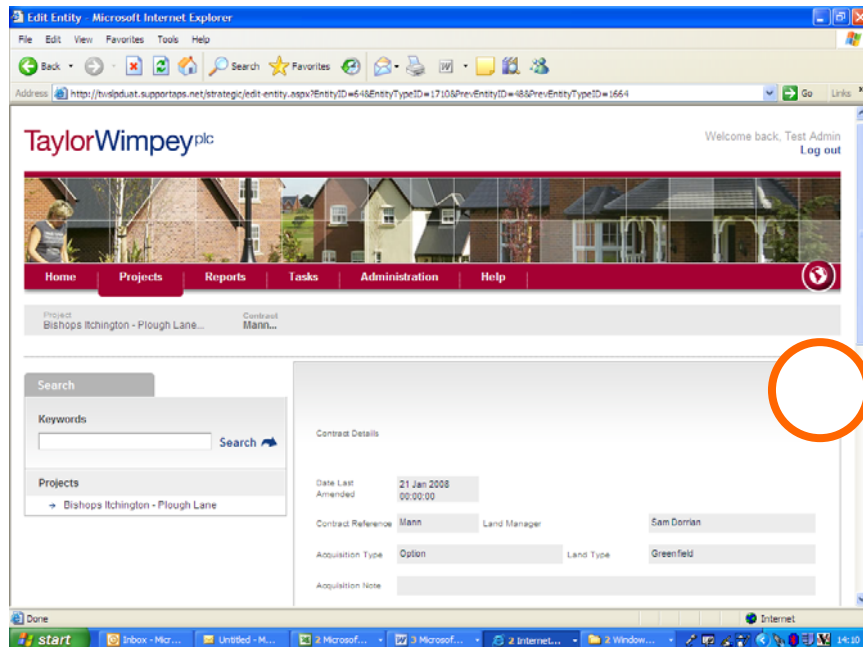 Edit Entity - Microsoft Internet Explorer
File Edit View Favorites Tools Help
Back Search Favorites
Address http://twslpduat.supportaps.net/strategic/edit-entity.aspx?EntityID=64&EntityTypeID=1710&PrevEntityID=48&PrevEntityTypeID=1664 Go Links
TaylorWimpey plc
Welcome back, Test Admin
Log out
Home Projects Reports Tasks Administration Help
Project Contract
Bishops Itchington - Plough Lane... Mann...
Search
Keywords
Search
Projects
Bishops Itchington - Plough Lane
Contract Details
Date Last Amended 21 Jan 2008 00:00:00
Contract Reference Mann Land Manager Sam Dorrian
Acquisition Type Option Land Type Greenfield
Acquisition Note
Done Internet
start Inbox - Micr... Untitled - M... 2 Microsof... 3 Microsof... 2 Internet... 2 Window... 14:10